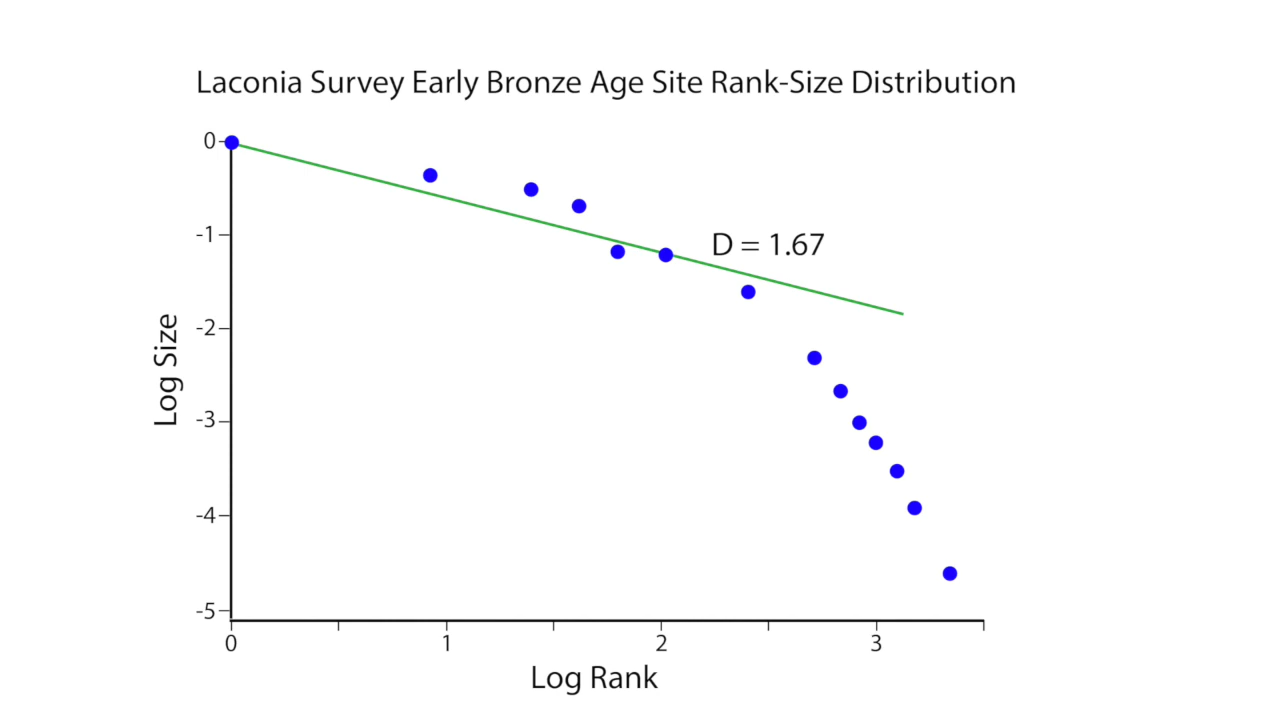 Laconia Survey Early Bronze Age Site Rank-Size Distribution
0
-1
D = 1.67
-2
Log Size
-3
-4
-5
0 1 2 3
Log Rank